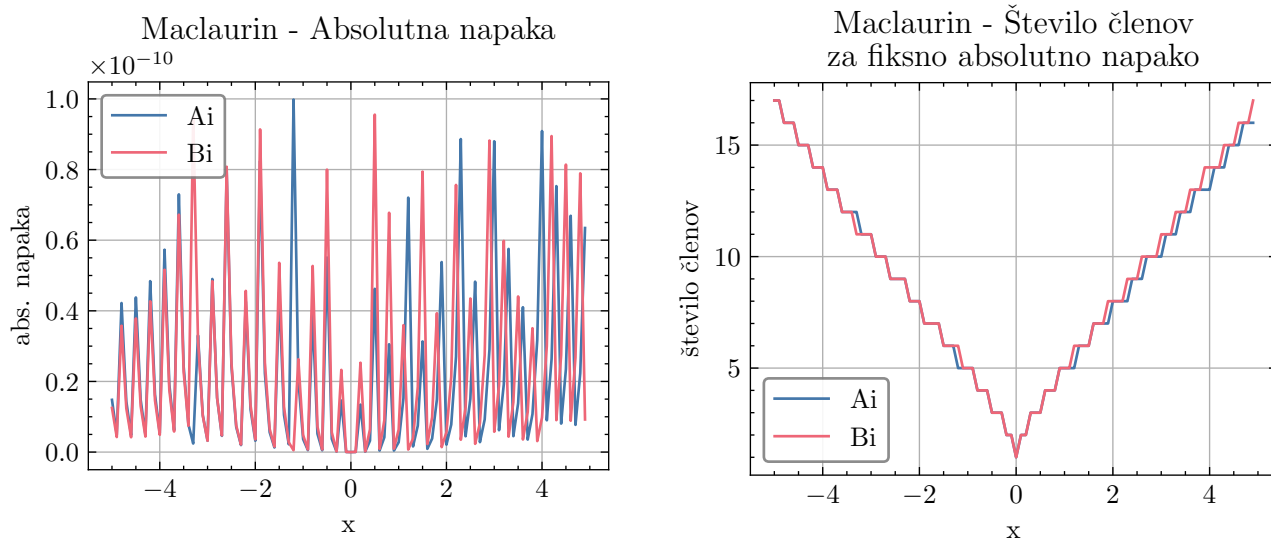 Maclaurin - Absolutna napaka
×10⁻¹⁰
1.0
0.8
0.6
0.4
0.2
0.0
abs. napaka
Ai
Bi
−4 −2 0 2 4
x
Maclaurin - Število členov
za fiksno absolutno napako
15
10
5
število členov
Ai
Bi
−4 −2 0 2 4
x